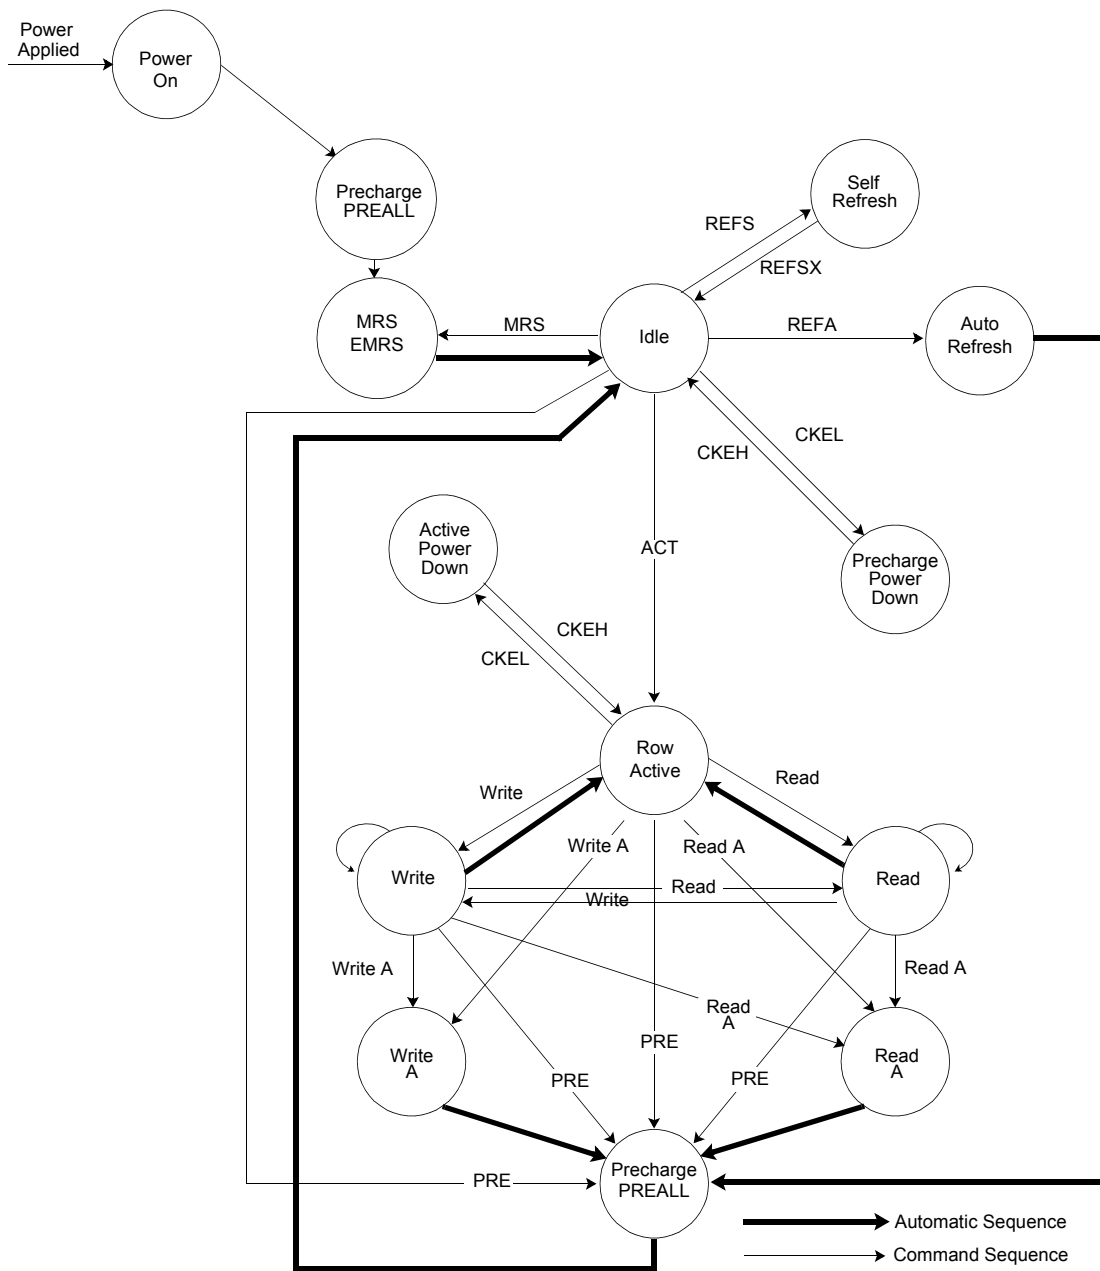 Power
Applied
Power
On
Precharge
PREALL
Self
Refresh
REFS
REFSX
MRS
EMRS
MRS
Idle
REFA
Auto
Refresh
CKEL
CKEH
Active
Power
Down
ACT
Precharge
Power
Down
CKEH
CKEL
Row
Active
Write
Read
Write A
Read A
Write
Read
Write
Read
Write A
Read A
Read
A
Write
A
PRE
Read
A
PRE
PRE
Precharge
PREALL
PRE
Automatic Sequence
Command Sequence